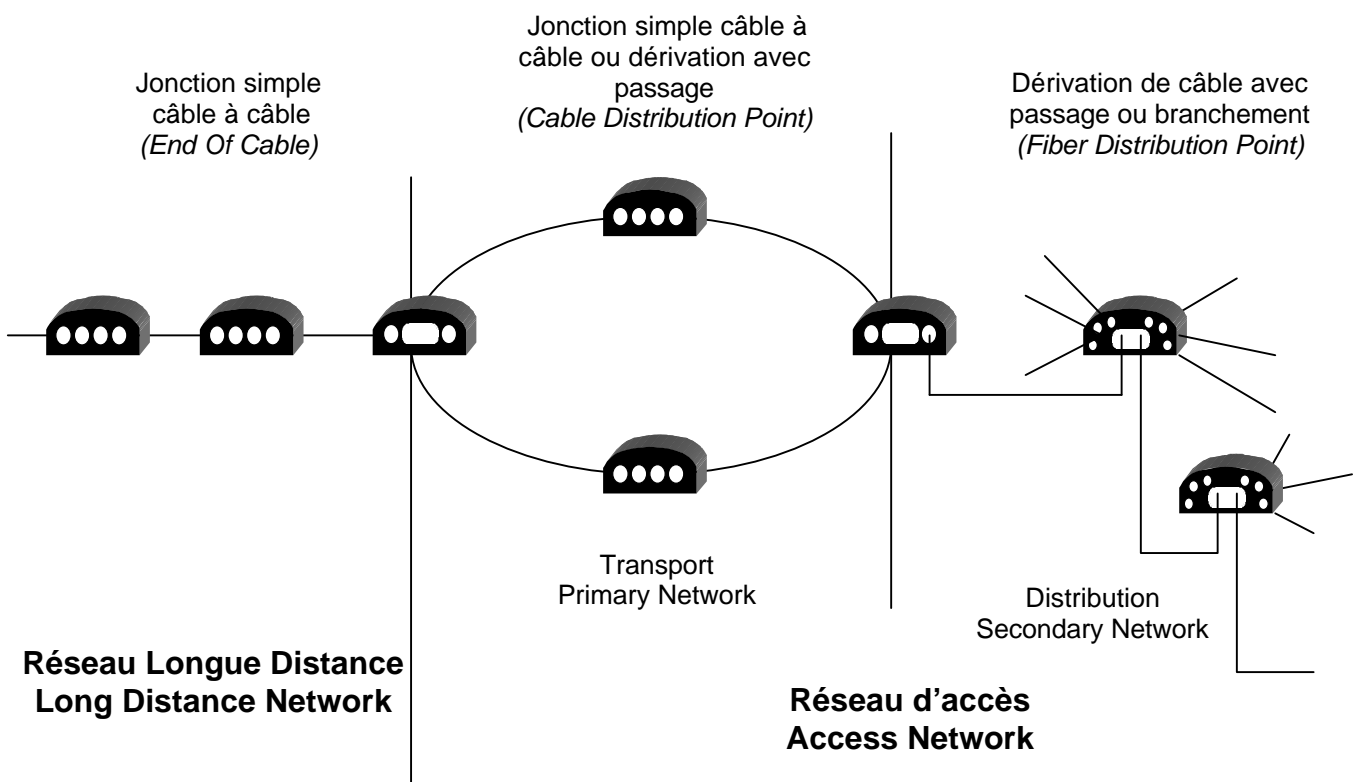 Jonction simple
câble à câble
(End Of Cable)
Jonction simple câble à
câble ou dérivation avec
passage
(Cable Distribution Point)
Dérivation de câble avec
passage ou branchement
(Fiber Distribution Point)
Transport
Primary Network
Distribution
Secondary Network
Réseau Longue Distance
Long Distance Network
Réseau d’accès
Access Network